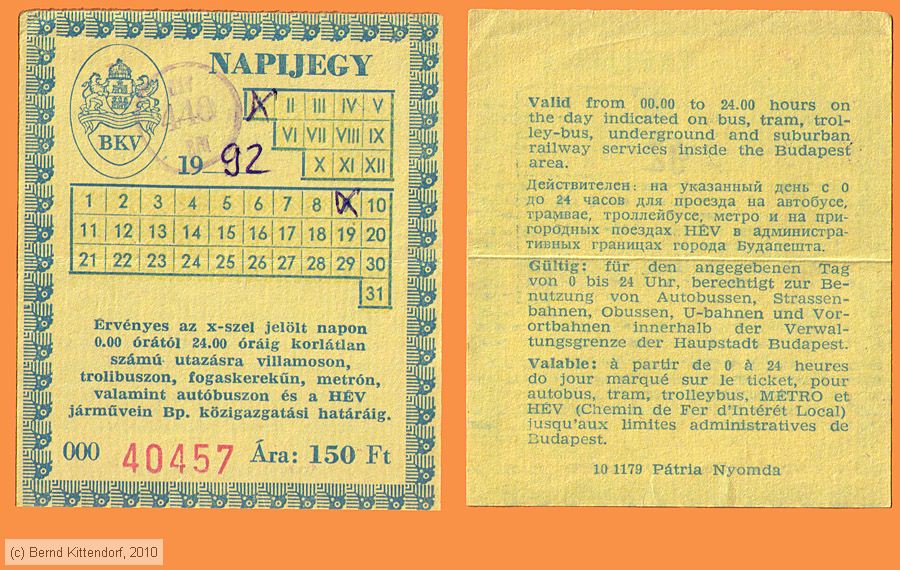 NAPIJEGY
BKV
440
II III IV V
VI VII VIII IX
X XI XII
19 92
1 2 3 4 5 6 7 8 10
11 12 13 14 15 16 17 18 19 20
21 22 23 24 25 26 27 28 29 30
31
Érvényes az x-szel jelölt napon
0.00 órától 24.00 óráig korlátlan
számú utazásra villamoson,
trolibuszon, fogaskerekűn, metrón,
valamint autóbuszon és a HÉV
járművein Bp. közigazgatási határáig.
000 40457 Ára: 150 Ft
Valid from 00.00 to 24.00 hours on
the day indicated on bus, tram, trol-
ley-bus, underground and suburban
railway services inside the Budapest
area.
Действителен: на указанный день с 0
до 24 часов для проезда на автобусе,
трамвае, троллейбусе, метро и на при-
городных поездах HÉV в администра-
тивных границах города Будапешта.
Gültig: für den angegebenen Tag
von 0 bis 24 Uhr, berechtigt zur Be-
nutzung von Autobussen, Strassen-
bahnen, Obussen, U-bahnen und Vor-
ortbahnen innerhalb der Verwal-
tungsgrenze der Hauptstadt Budapest.
Valable: à partir de 0 à 24 heures
do jour marqué sur le ticket, pour
autobus, tram, trolleybus, MÉTRO et
HÉV (Chemin de Fer d'Intérét Local)
jusqu'aux limites administratives de
Budapest.
10 1179 Pátria Nyomda
(c) Bernd Kittendorf, 2010